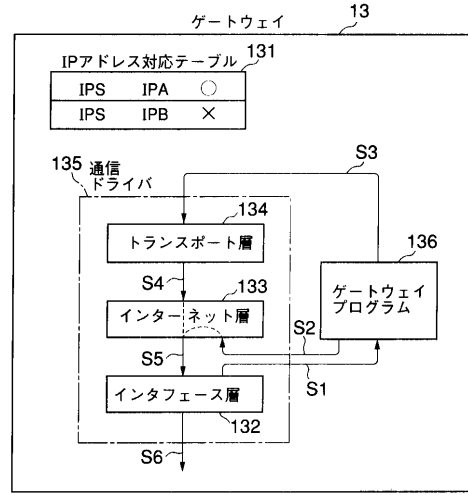 ゲートウェイ
13
IPアドレス対応テーブル
131
IPS IPA ○
IPS IPB ×
135
通信
ドライバ
S3
134
トランスポート層
136
S4
133
ゲートウェイ
プログラム
インターネット層
S2
S5
S1
インタフェース層
132
S6